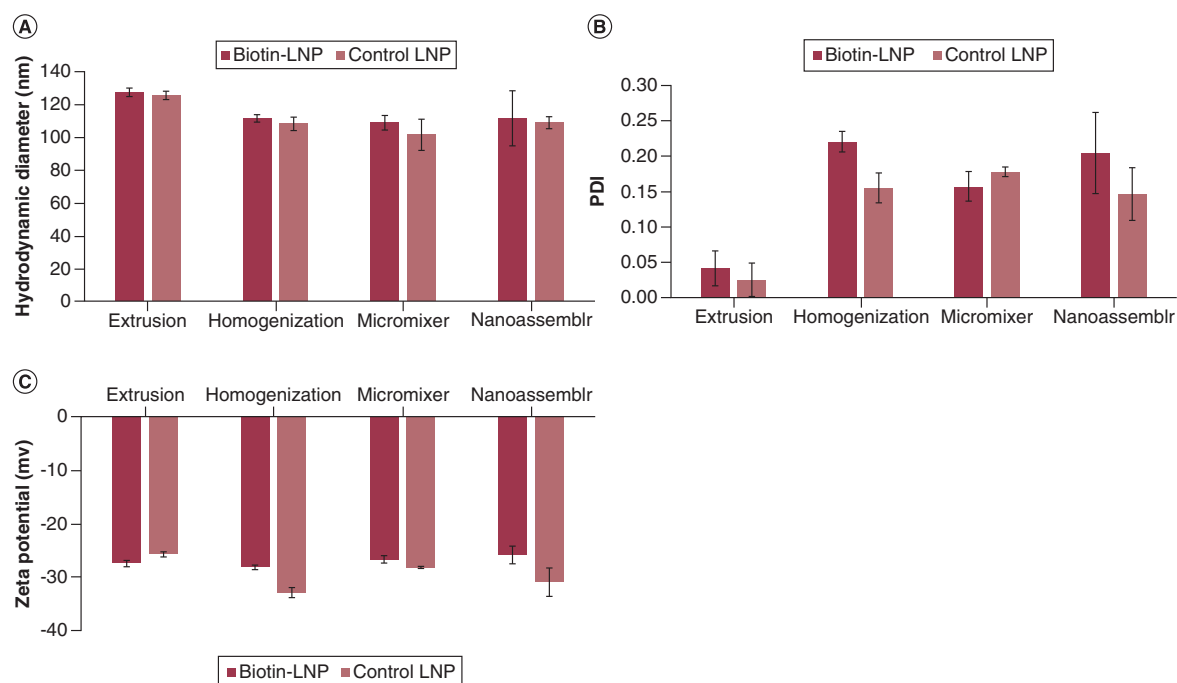 A
Biotin-LNP Control LNP
Hydrodynamic diameter (nm)
140
120
100
80
60
40
20
0
Extrusion Homogenization Micromixer Nanoassemblr
B
Biotin-LNP Control LNP
PDI
0.30
0.25
0.20
0.15
0.10
0.05
0.00
Extrusion Homogenization Micromixer Nanoassemblr
C
Extrusion Homogenization Micromixer Nanoassemblr
Zeta potential (mv)
0
-10
-20
-30
-40
Biotin-LNP Control LNP